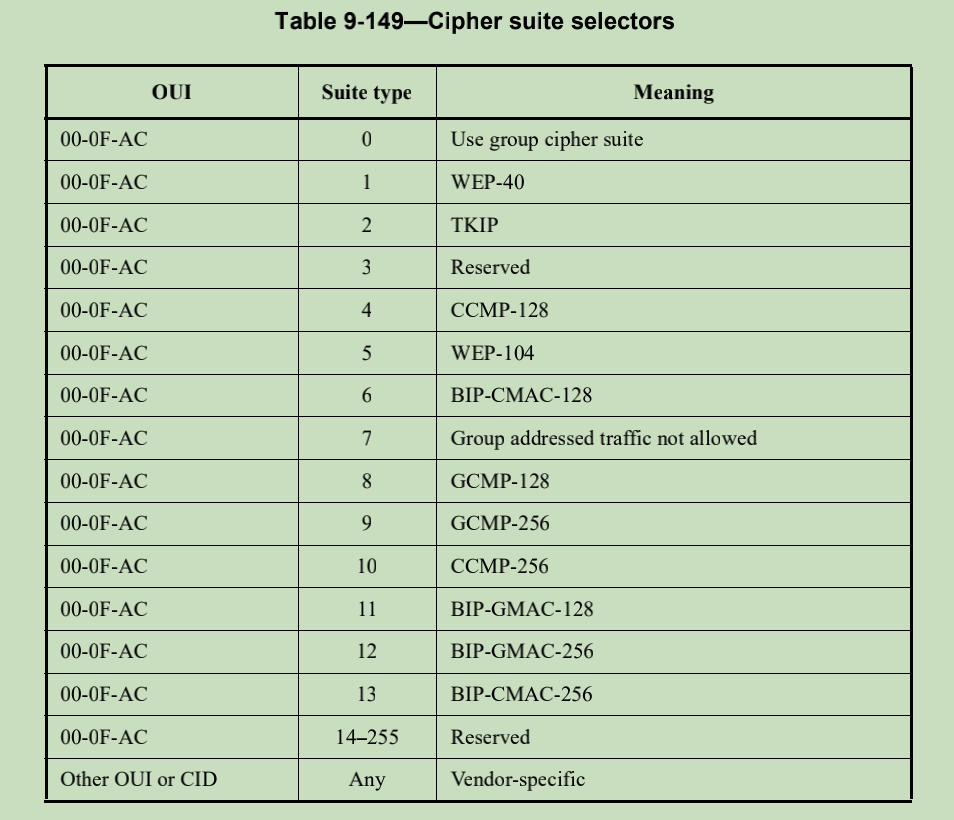 Table 9-149—Cipher suite selectors
OUI Suite type Meaning
00-0F-AC 0 Use group cipher suite
00-0F-AC 1 WEP-40
00-0F-AC 2 TKIP
00-0F-AC 3 Reserved
00-0F-AC 4 CCMP-128
00-0F-AC 5 WEP-104
00-0F-AC 6 BIP-CMAC-128
00-0F-AC 7 Group addressed traffic not allowed
00-0F-AC 8 GCMP-128
00-0F-AC 9 GCMP-256
00-0F-AC 10 CCMP-256
00-0F-AC 11 BIP-GMAC-128
00-0F-AC 12 BIP-GMAC-256
00-0F-AC 13 BIP-CMAC-256
00-0F-AC 14–255 Reserved
Other OUI or CID Any Vendor-specific